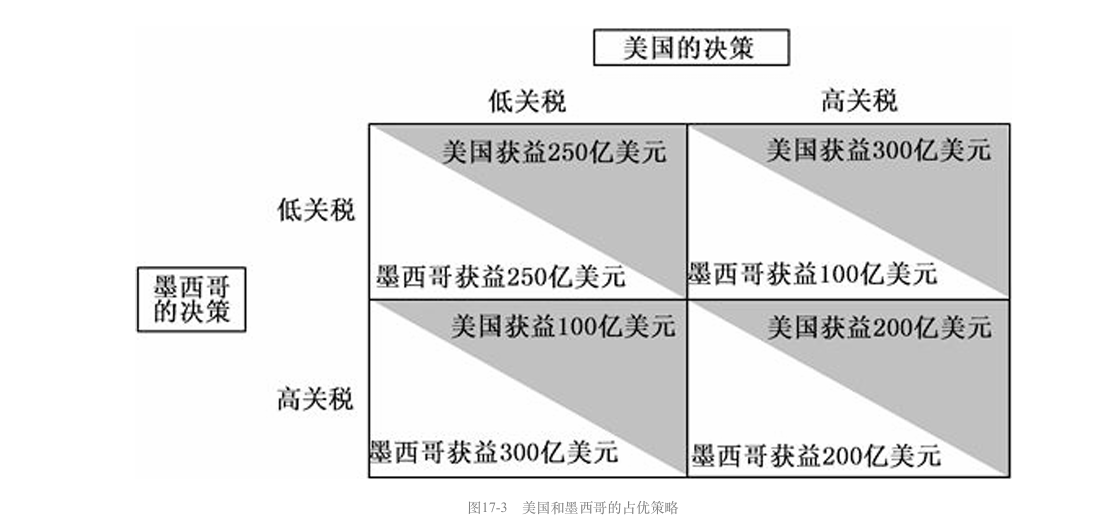 美国的决策
低关税
高关税
美国获益250亿美元
美国获益300亿美元
低关税
墨西哥获益250亿美元
墨西哥获益100亿美元
墨西哥
的决策
美国获益100亿美元
美国获益200亿美元
高关税
墨西哥获益300亿美元
墨西哥获益200亿美元
图17-3 美国和墨西哥的占优策略